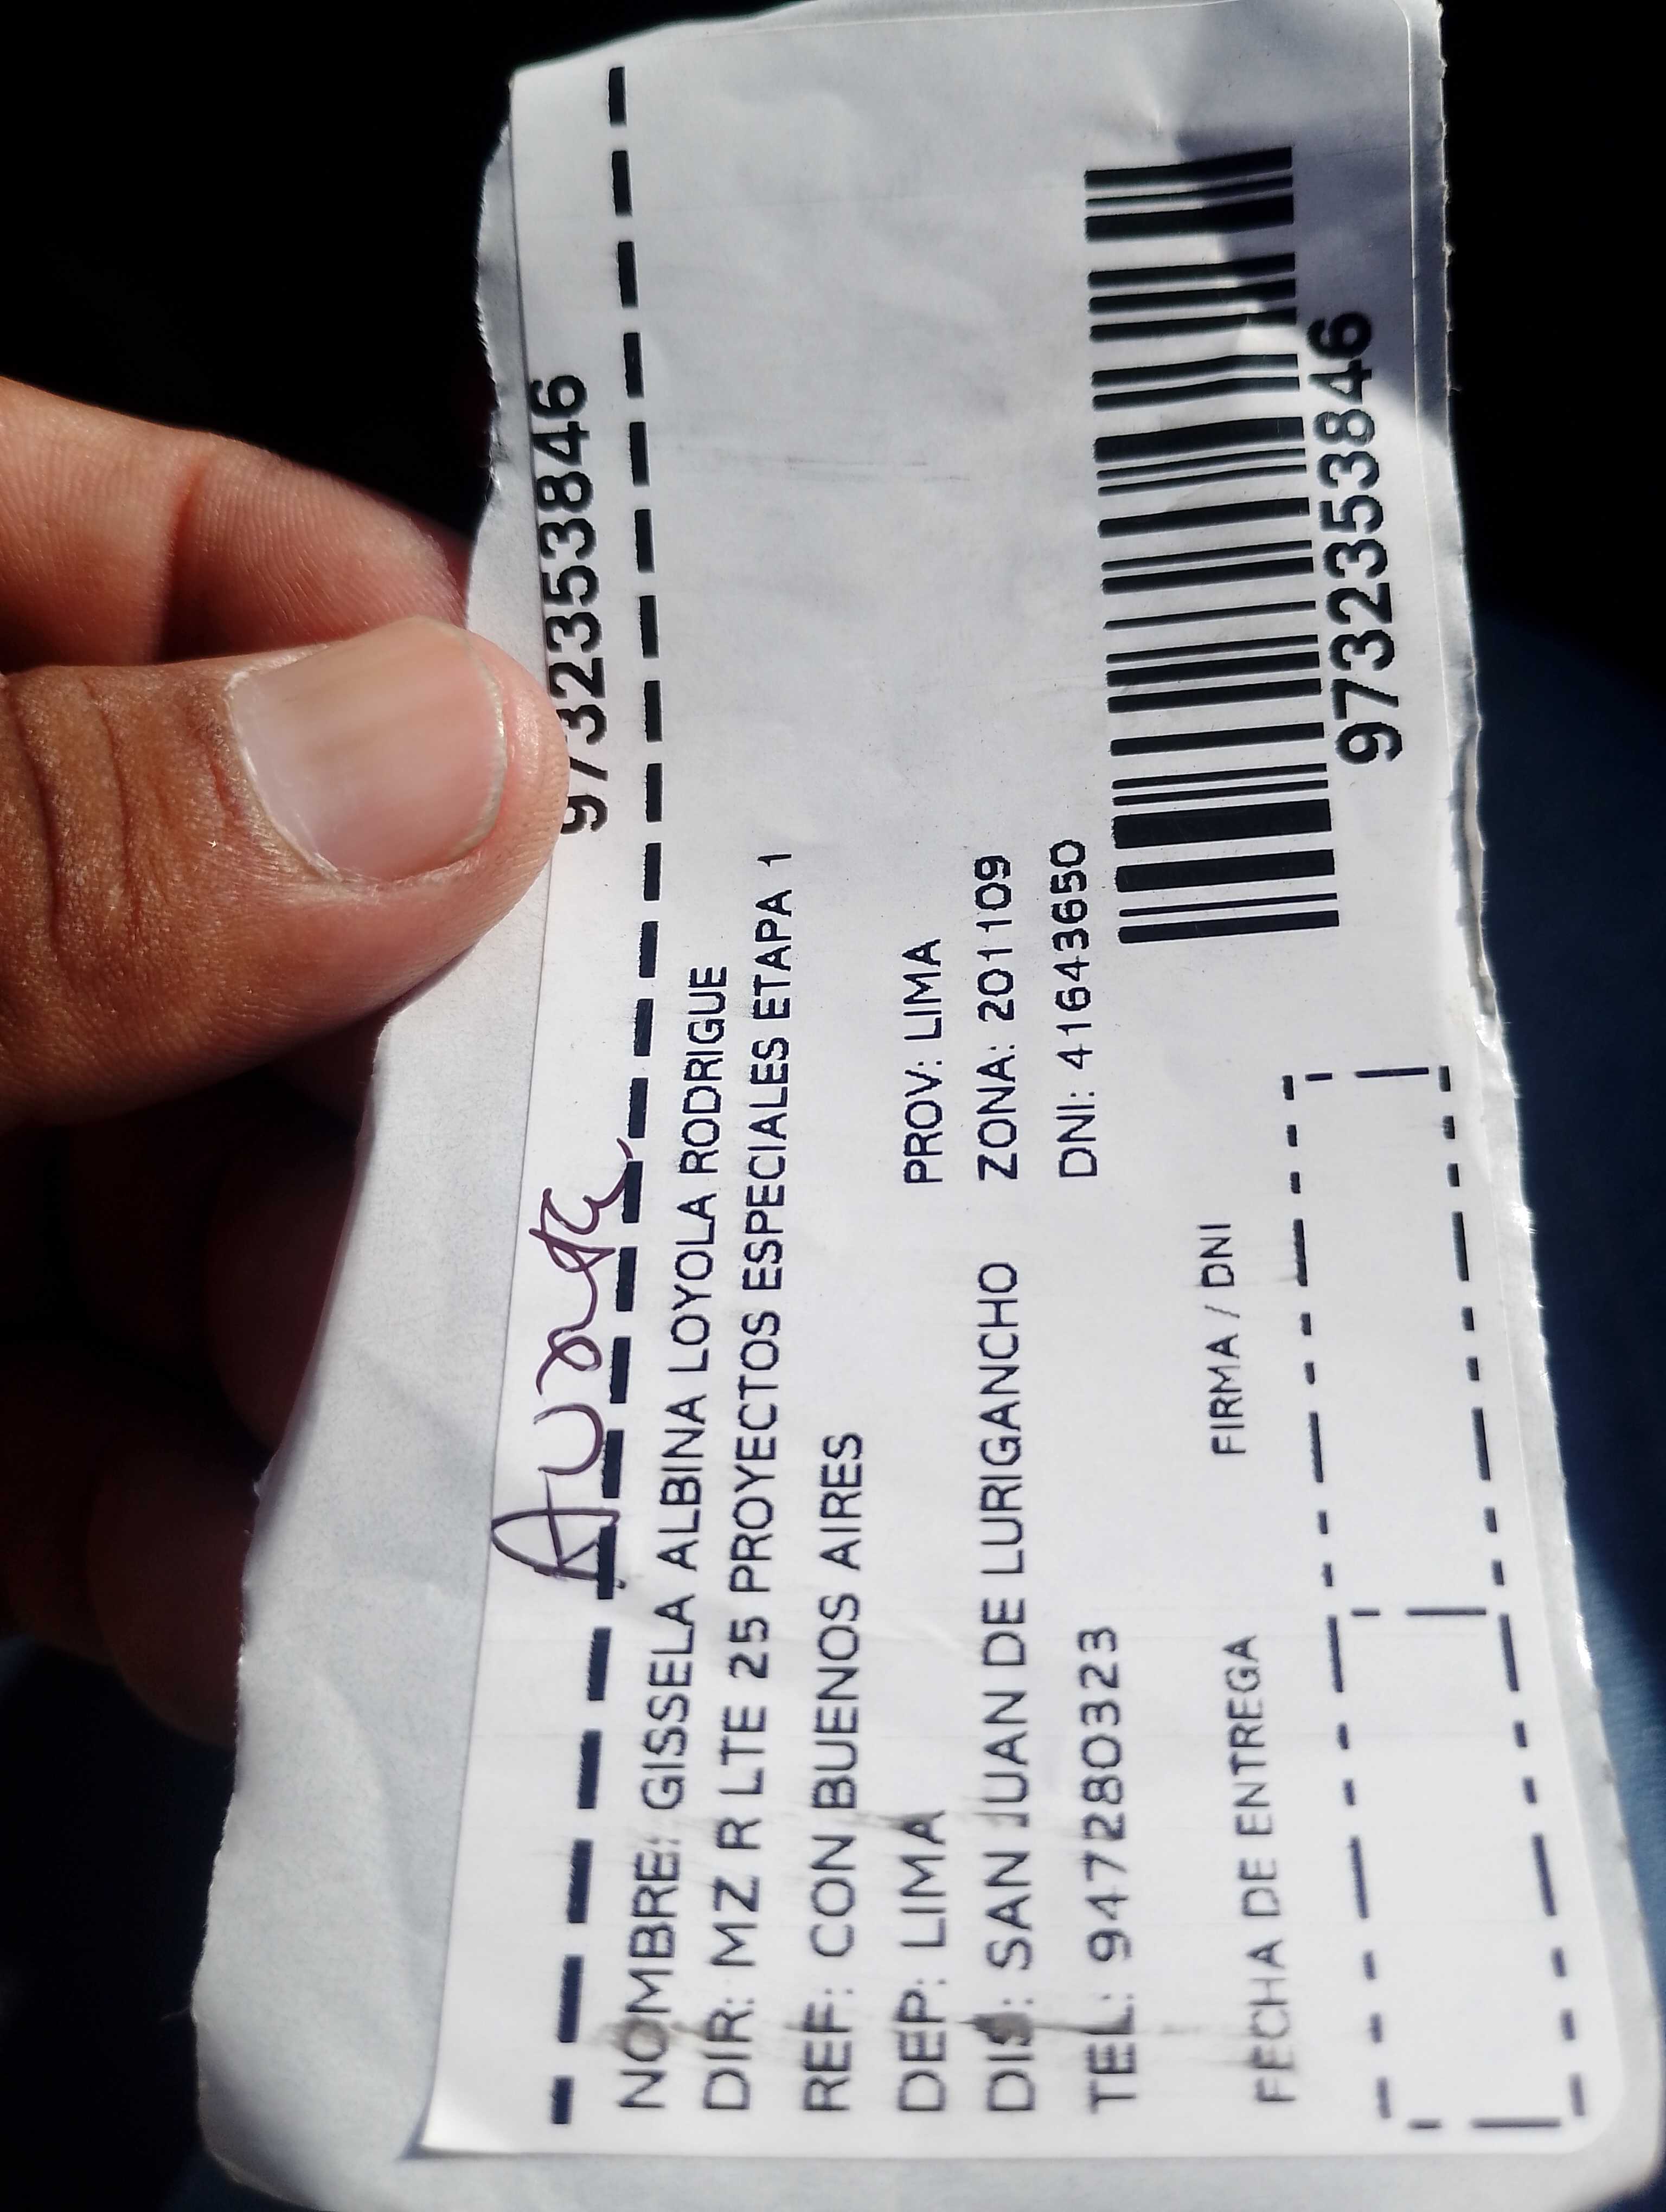 9732353846
NOMBRE: GISSELA ALBINA LOYOLA RODRIGUE
DIR: MZ R LTE 25 PROYECTOS ESPECIALES ETAPA 1
REF: CON BUENOS AIRES
DEP: LIMA PROV: LIMA
DIS: SAN JUAN DE LURIGANCHO ZONA: 201109
TEL: 947280323 DNI: 41643650
FECHA DE ENTREGA FIRMA / DNI
9732353846